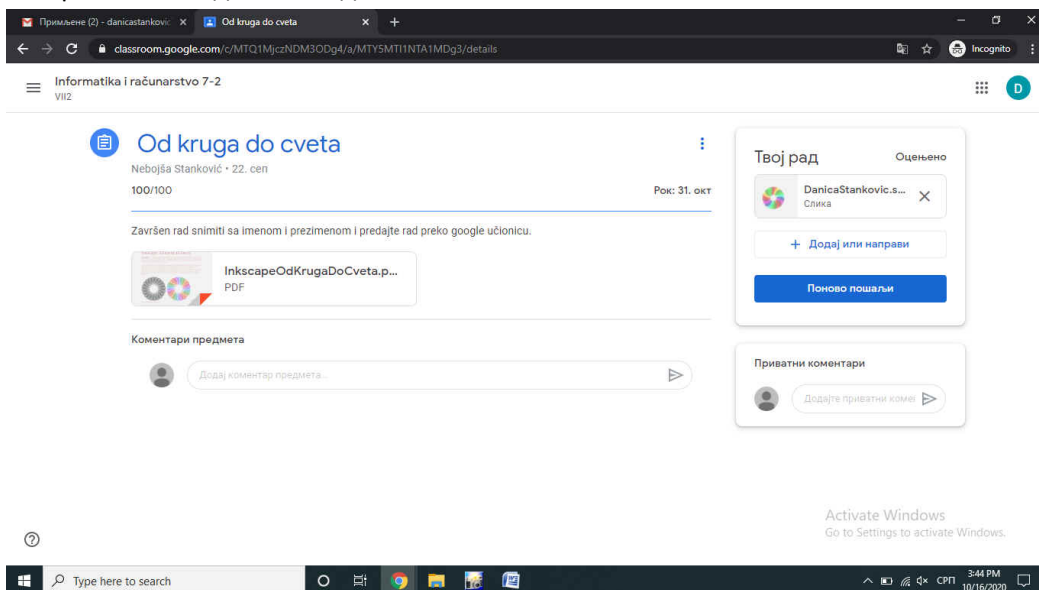 Примљене (2) - danicastankovic
Od kruga do cveta
classroom.google.com/c/MTQ1MjczNDM3ODg4/a/MTY5MTI1NTA1MDg3/details
Incognito
Informatika i računarstvo 7-2
VII2
D
Od kruga do cveta
Nebojša Stanković • 22. сеп
100/100
Рок: 31. окт
Završen rad snimiti sa imenom i prezimenom i predajte rad preko google učionicu.
InkscapeOdKrugaDoCveta.p...
PDF
Коментари предмета
Додај коментар предмета...
Твој рад
Оцењено
DanicaStankovic.s...
Слика
+ Додај или направи
Поново пошаљи
Приватни коментари
Додајте приватни комен
Activate Windows
Go to Settings to activate Windows.
Type here to search
СРП
3:44 PM
10/16/2020